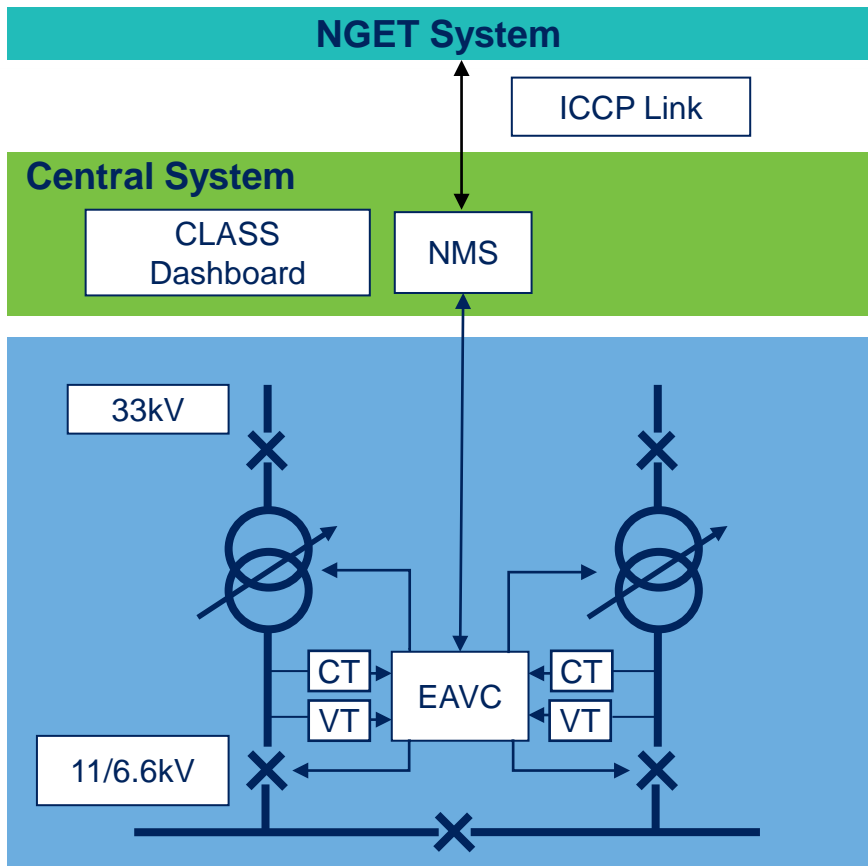 NGET System
ICCP Link
Central System
CLASS
Dashboard
NMS
33kV
CT
CT
EAVC
VT
VT
11/6.6kV